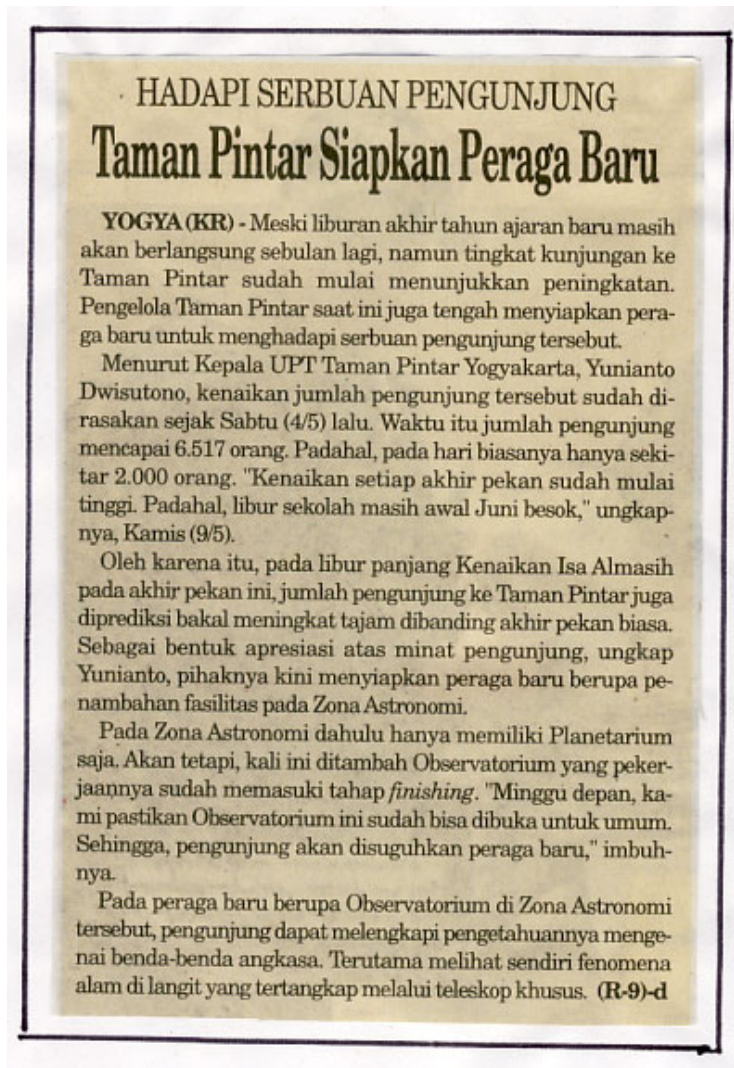 HADAPI SERBUAN PENGUNJUNG
Taman Pintar Siapkan Peraga Baru
YOGYA (KR) - Meski liburan akhir tahun ajaran baru masih
akan berlangsung sebulan lagi, namun tingkat kunjungan ke
Taman Pintar sudah mulai menunjukkan peningkatan.
Pengelola Taman Pintar saat ini juga tengah menyiapkan pera-
ga baru untuk menghadapi serbuan pengunjung tersebut.
Menurut Kepala UPT Taman Pintar Yogyakarta, Yunianto
Dwisutono, kenaikan jumlah pengunjung tersebut sudah di-
rasakan sejak Sabtu (4/5) lalu. Waktu itu jumlah pengunjung
mencapai 6.517 orang. Padahal, pada hari biasanya hanya seki-
tar 2.000 orang. "Kenaikan setiap akhir pekan sudah mulai
tinggi. Padahal, libur sekolah masih awal Juni besok," ungkap-
nya, Kamis (9/5).
Oleh karena itu, pada libur panjang Kenaikan Isa Almasih
pada akhir pekan ini, jumlah pengunjung ke Taman Pintar juga
diprediksi bakal meningkat tajam dibanding akhir pekan biasa.
Sebagai bentuk apresiasi atas minat pengunjung, ungkap
Yunianto, pihaknya kini menyiapkan peraga baru berupa pe-
nambahan fasilitas pada Zona Astronomi.
Pada Zona Astronomi dahulu hanya memiliki Planetarium
saja. Akan tetapi, kali ini ditambah Observatorium yang peker-
jaannya sudah memasuki tahap finishing. "Minggu depan, ka-
mi pastikan Observatorium ini sudah bisa dibuka untuk umum.
Sehingga, pengunjung akan disuguhkan peraga baru," imbuh-
nya.
Pada peraga baru berupa Observatorium di Zona Astronomi
tersebut, pengunjung dapat melengkapi pengetahuannya menge-
nai benda-benda angkasa. Terutama melihat sendiri fenomena
alam di langit yang tertangkap melalui teleskop khusus. (R-9)-d